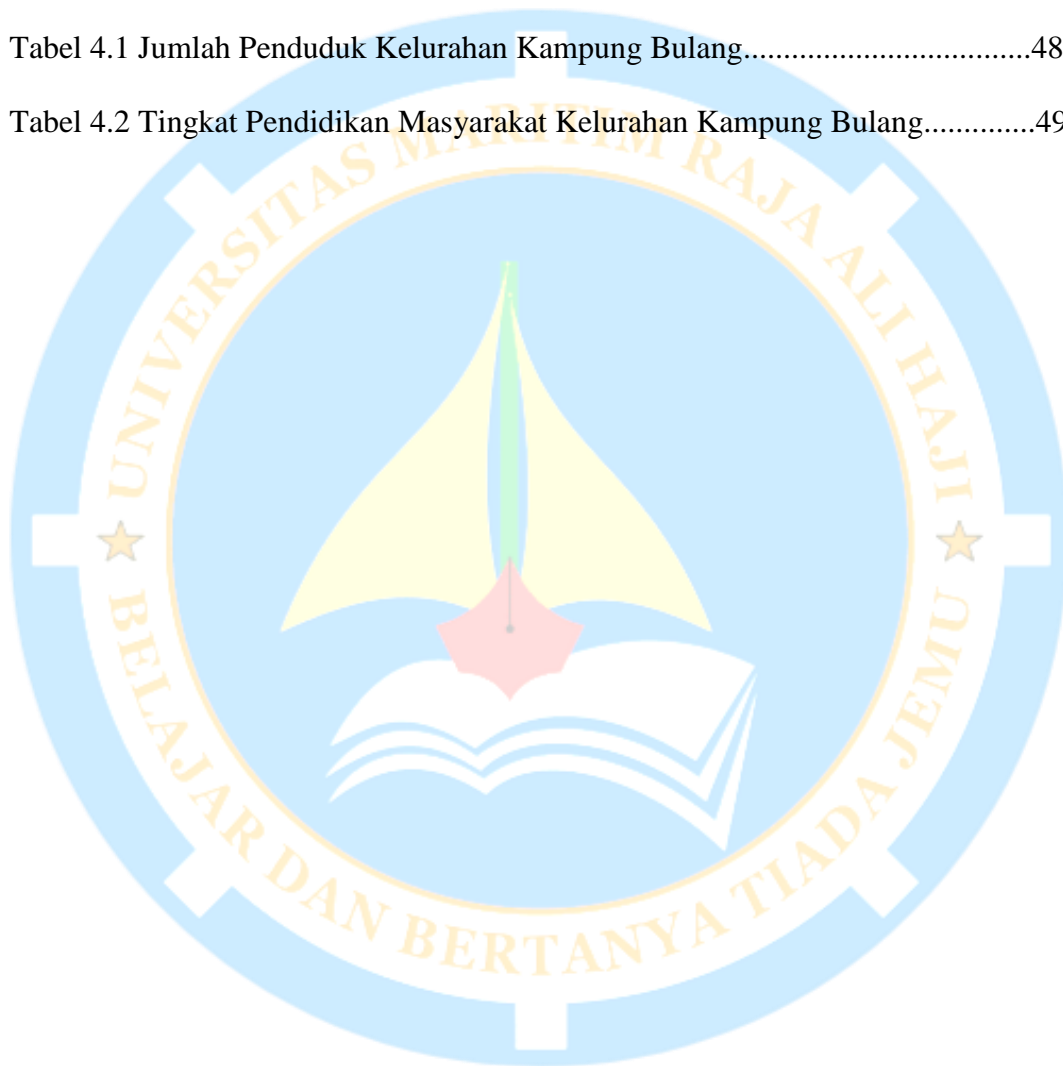 Tabel 4.1 Jumlah Penduduk Kelurahan Kampung Bulang....................................48
Tabel 4.2 Tingkat Pendidikan Masyarakat Kelurahan Kampung Bulang..............49
UNIVERSITAS MARITIM RAJA ALI HAJI
BELAJAR DAN BERTANYA TIADA JEMU